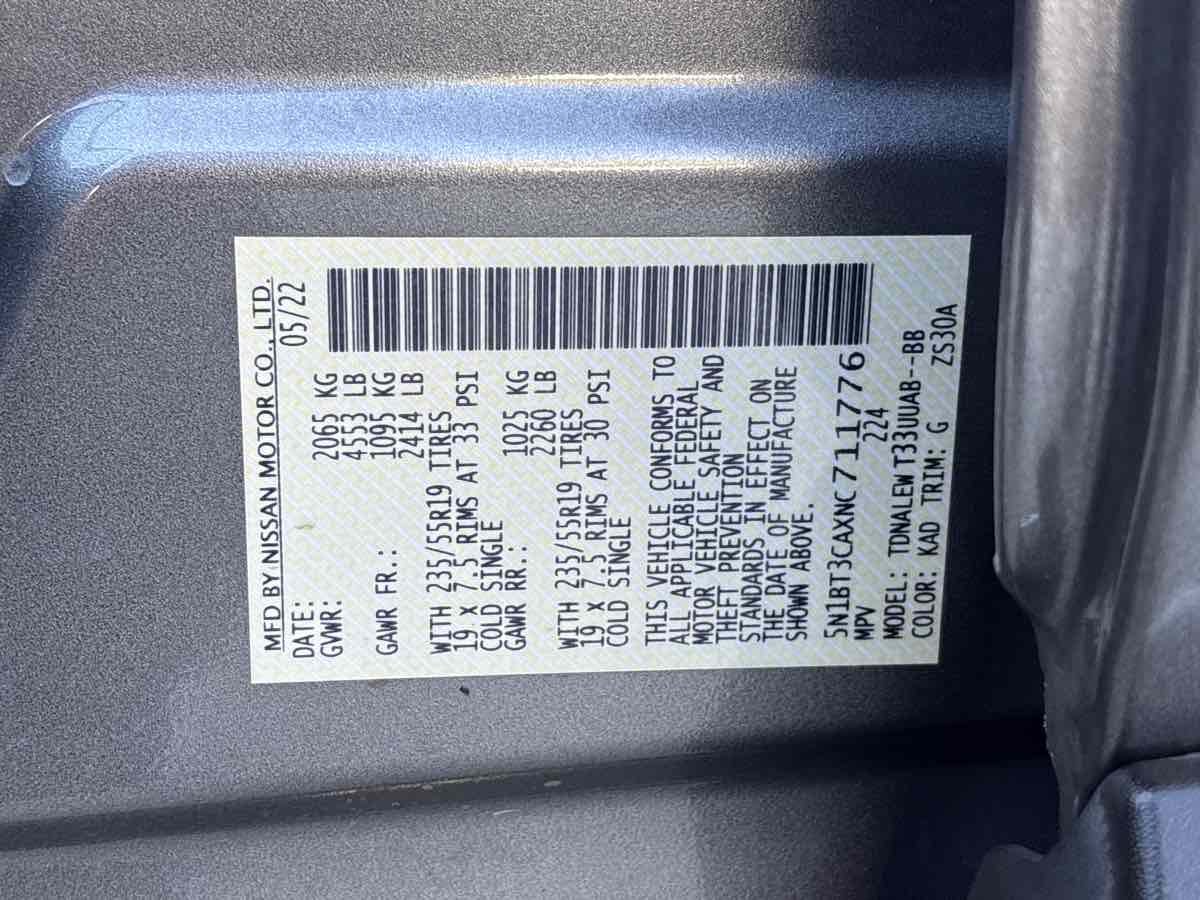 MFD BY NISSAN MOTOR CO., LTD.
DATE: 05/22
GVWR: 2065 KG
4553 LB
GAWR FR.: 1095 KG
2414 LB
WITH 235/55R19 TIRES
19 X 7.5 RIMS AT 33 PSI
COLD SINGLE
GAWR RR.: 1025 KG
2260 LB
WITH 235/55R19 TIRES
19 X 7.5 RIMS AT 30 PSI
COLD SINGLE
THIS VEHICLE CONFORMS TO
ALL APPLICABLE FEDERAL
MOTOR VEHICLE SAFETY AND
THEFT PREVENTION
STANDARDS IN EFFECT ON
THE DATE OF MANUFACTURE
SHOWN ABOVE.
5N1BT3CAXNC711776
MPV 224
MODEL: TDNALEWT33UUAB--BB
COLOR: KAD TRIM: G ZS30A